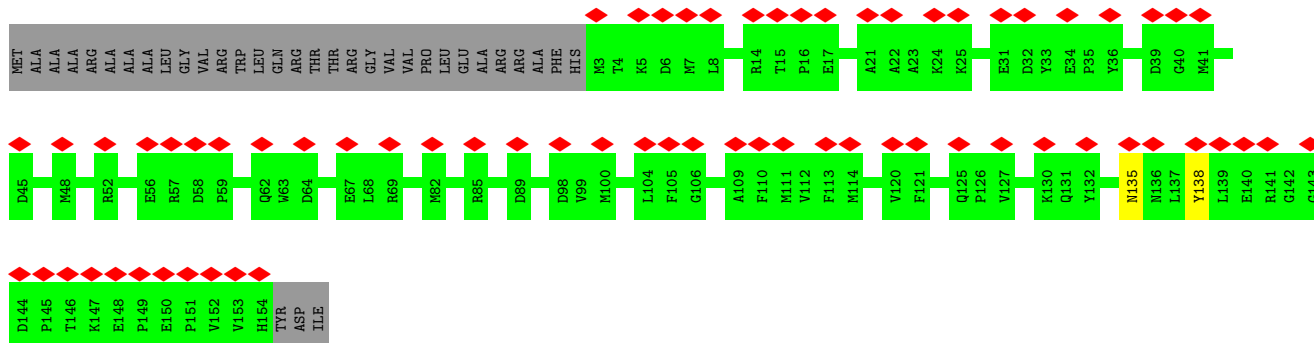 MET ALA ALA ALA ARG ALA ALA ALA LEU GLY VAL ARG TRP LEU GLN ARG THR THR ARG GLY VAL VAL PRO LEU GLU ALA ARG ARG ALA PHE HIS M3 T4 K5 D6 M7 L8 R14 T15 P16 E17 A21 A22 A23 K24 K25 E31 D32 Y33 E34 P35 Y36 D39 G40 M41
D45 M48 R52 E56 R57 D58 P59 Q62 W63 D64 E67 L68 R69 M82 R85 D89 D98 V99 M100 L104 F105 G106 A109 F110 M111 V112 F113 M114 V120 F121 Q125 P126 V127 K130 Q131 Y132 N135 N136 L137 Y138 L139 E140 R141 G142 G143
D144 P145 T146 K147 E148 P149 E150 P151 V152 V153 H154 TYR ASP ILE